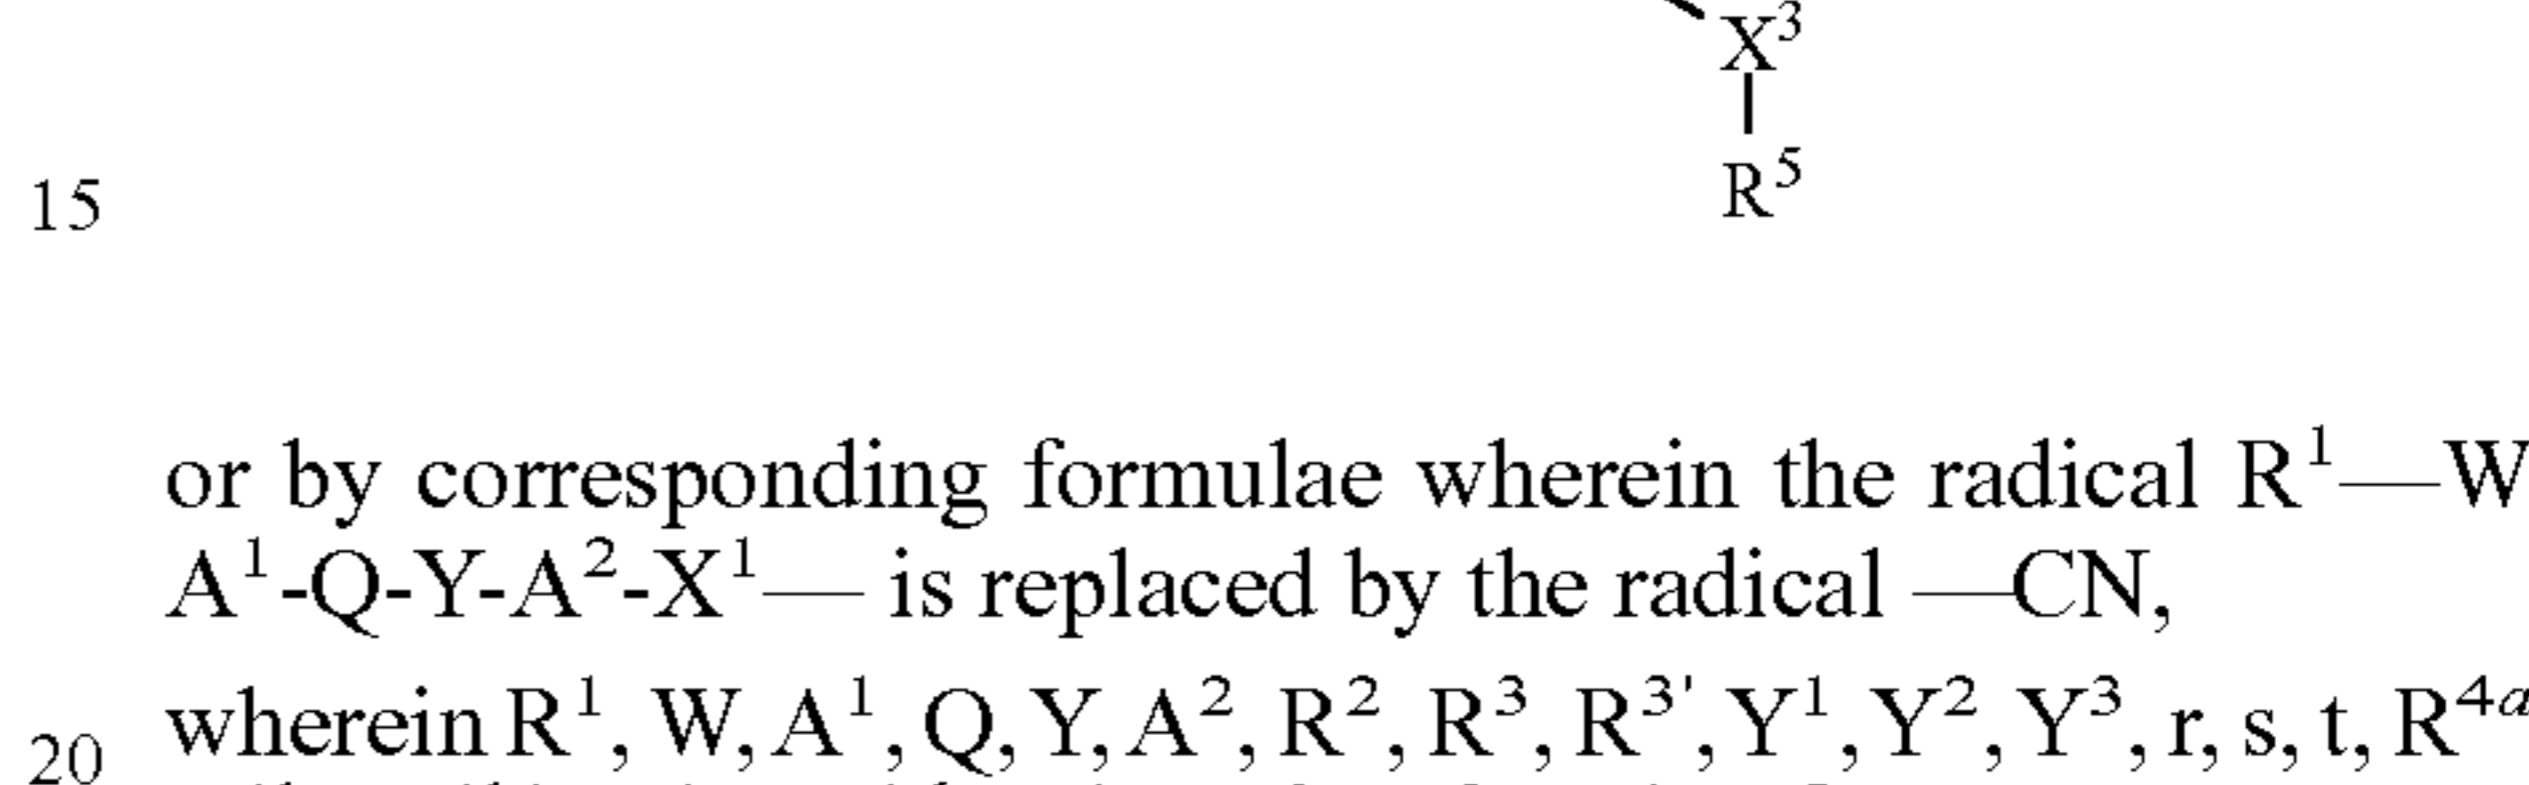 X³
R⁵
15
or by corresponding formulae wherein the radical R¹—W
A¹-Q-Y-A²-X¹— is replaced by the radical —CN,
wherein R¹, W, A¹, Q, Y, A², R², R³, R³', Y¹, Y², Y³, r, s, t, R⁴ᵃ
20